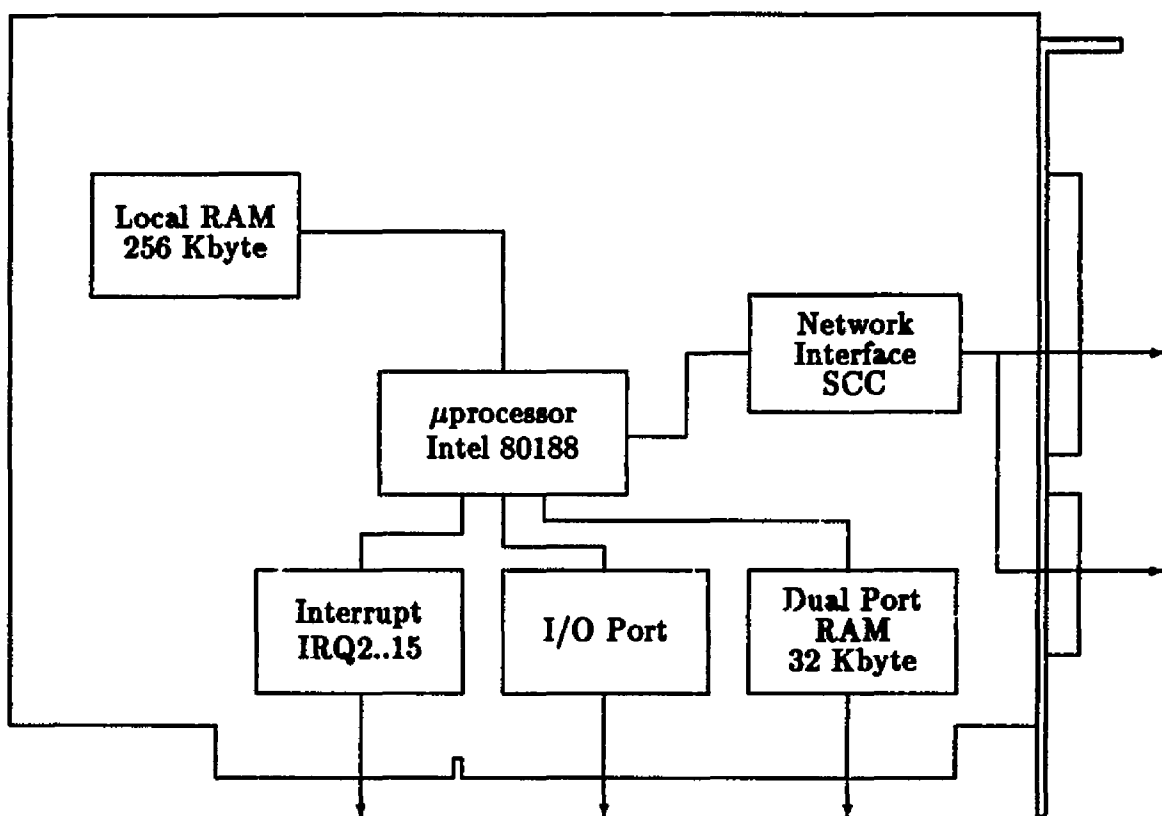 Local RAM
256 Kbyte
Network
Interface
SCC
μprocessor
Intel 80188
Interrupt
IRQ2..15
I/O Port
Dual Port
RAM
32 Kbyte